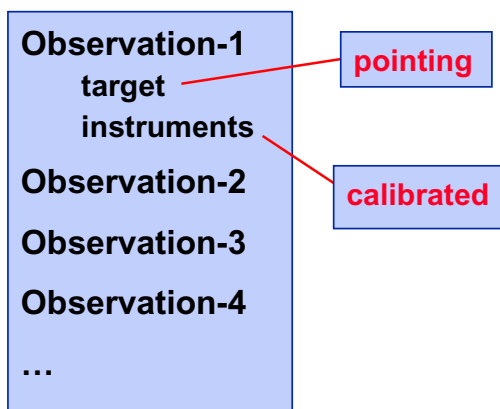 Observation-1
target
instruments
Observation-2
Observation-3
Observation-4
…
pointing
calibrated